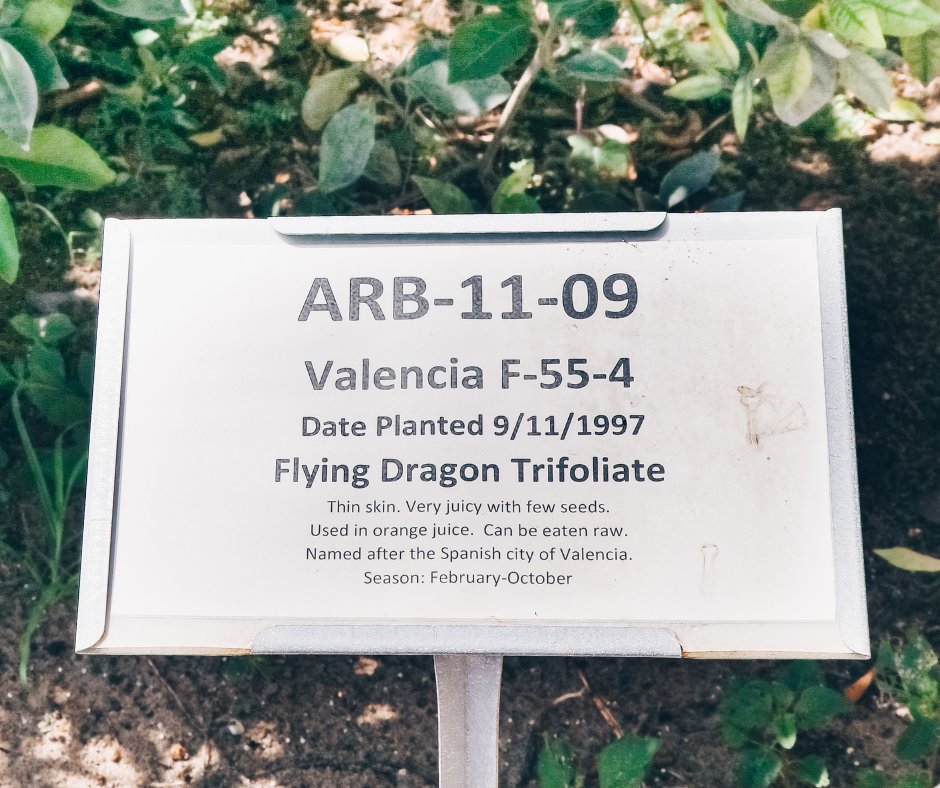 ARB-11-09
Valencia F-55-4
Date Planted 9/11/1997
Flying Dragon Trifoliate
Thin skin. Very juicy with few seeds.
Used in orange juice.  Can be eaten raw.
Named after the Spanish city of Valencia.
Season: February-October